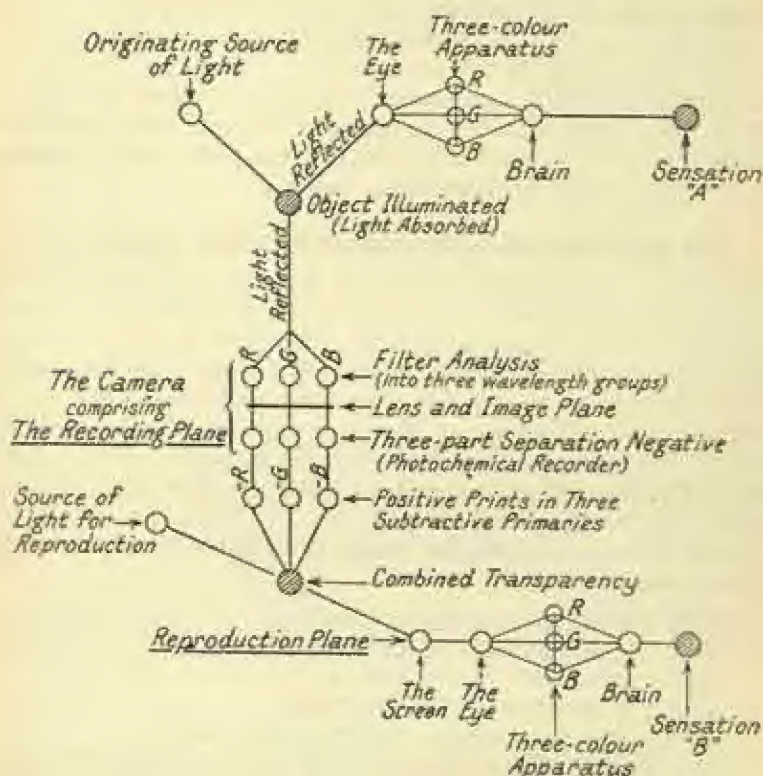 Originating Source
of Light
The
Eye
Three-colour
Apparatus
R
G
B
Brain
Sensation
"A"
Light
Reflected
Object Illuminated
(Light Absorbed)
Light
Reflected
R
G
B
The Camera
comprising
The Recording Plane
Filter Analysis
(into three wavelength groups)
Lens and Image Plane
Three-part Separation Negative
(Photochemical Recorder)
-R
-G
-B
Positive Prints in Three
Subtractive Primaries
Source of
Light for
Reproduction
Combined Transparency
Reproduction Plane
The
Screen
The
Eye
R
G
B
Three-colour
Apparatus
Brain
Sensation
"B"